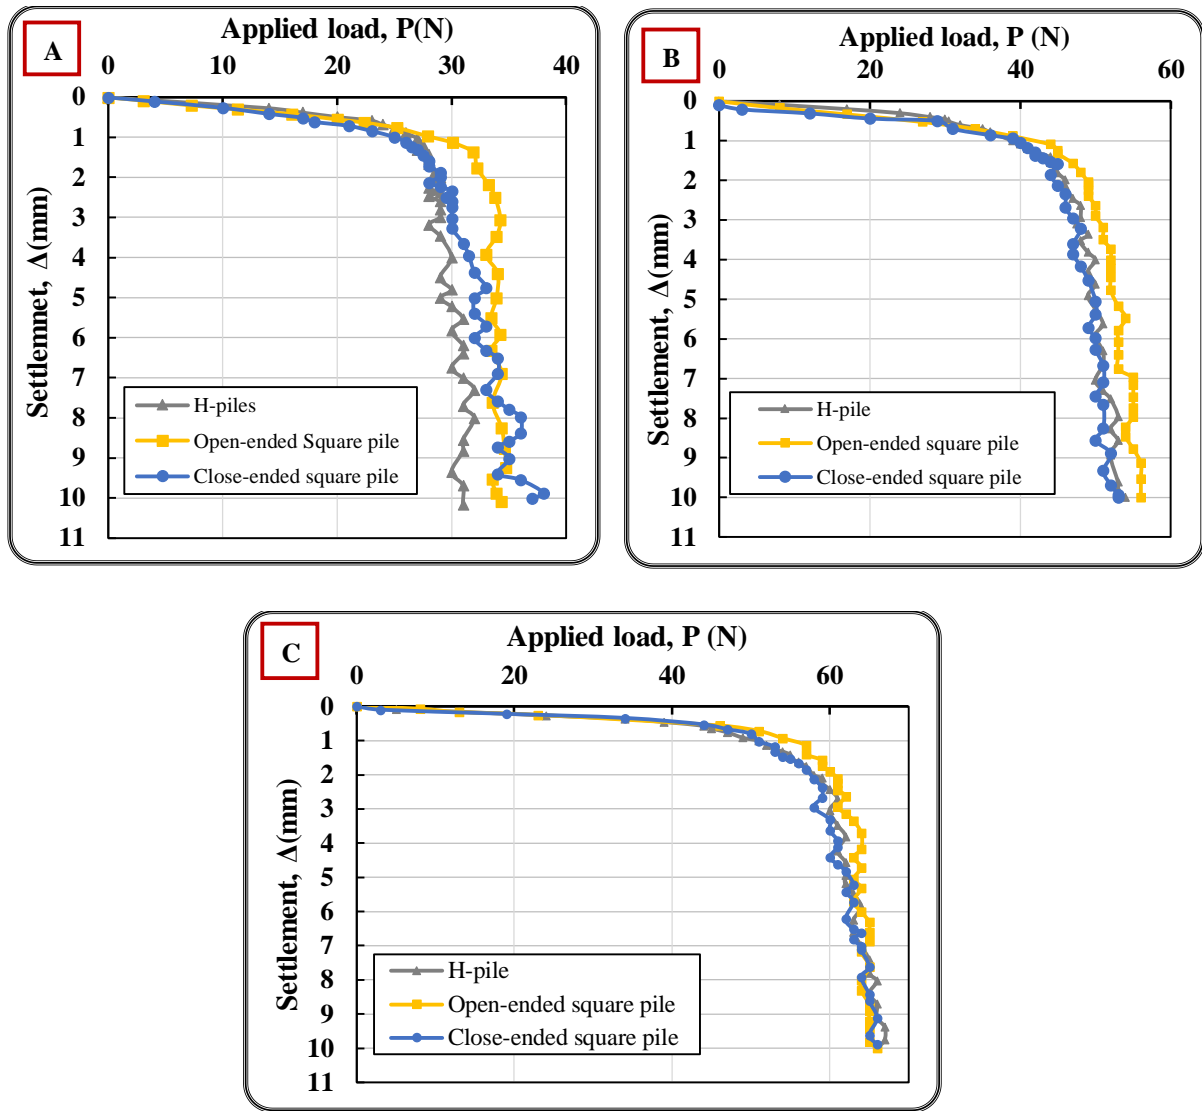 A
Applied load, P(N)
0 10 20 30 40
Settlemnet, Δ(mm)
0
1
2
3
4
5
6
7
8
9
10
11
H-piles
Open-ended Square pile
Close-ended square pile
B
Applied load, P (N)
0 20 40 60
Settlement, Δ(mm)
0
1
2
3
4
5
6
7
8
9
10
11
H-pile
Open-ended square pile
Close-ended square pile
C
Applied load, P (N)
0 20 40 60
Settlement, Δ(mm)
0
1
2
3
4
5
6
7
8
9
10
11
H-pile
Open-ended square pile
Close-ended square pile